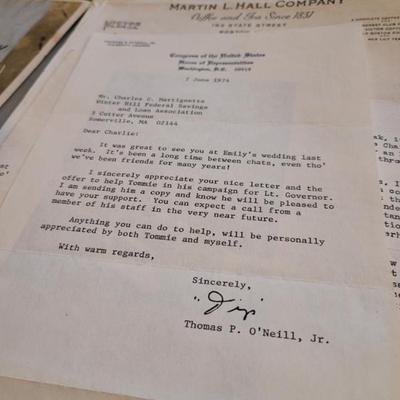 MARTIN L. HALL COMPANY
Coffee and Tea Since 1831
BOSTON
Congress of the United States
House of Representatives
Washington, D.C. 20515
7 June 1974
Mr. Charles C. Martignette
Winter Hill Federal Savings
and Loan Association
5 Cutter Avenue
Somerville, MA 02144
Dear Charlie:
It was great to see you at Emily's wedding last
week. It's been a long time between chats, even tho'
we've been friends for many years!
I sincerely appreciate your nice letter and the
offer to help Tommie in his campaign for Lt. Governor.
I am sending him a copy and know he will be pleased to
have your support. You can expect a call from a
member of his staff in the very near future.
Anything you can do to help, will be personally
appreciated by both Tommie and myself.
With warm regards,
Sincerely,
"Tip"
Thomas P. O'Neill, Jr.